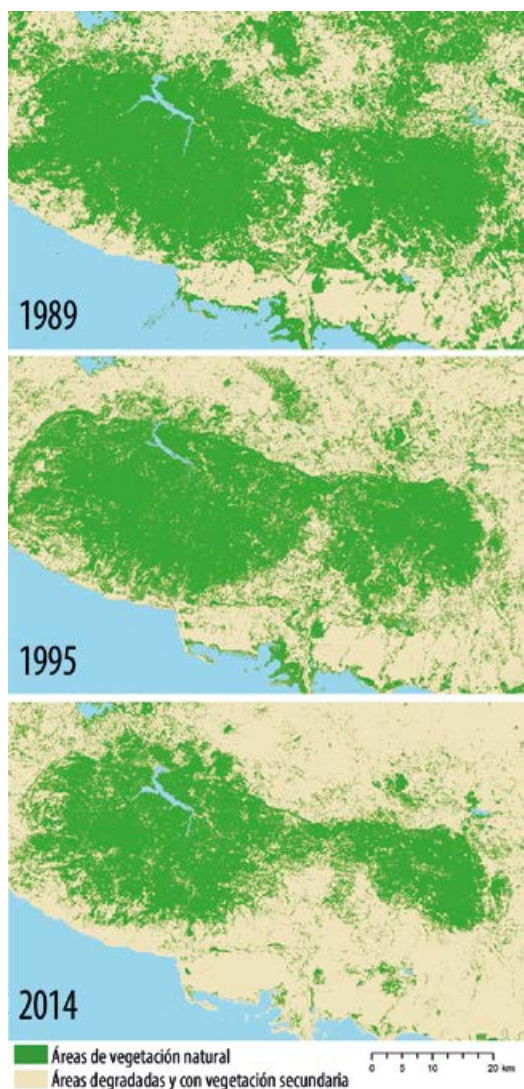 1989
1995
2014
Áreas de vegetación natural
Áreas degradadas y con vegetación secundaria
0 5 10 20 km